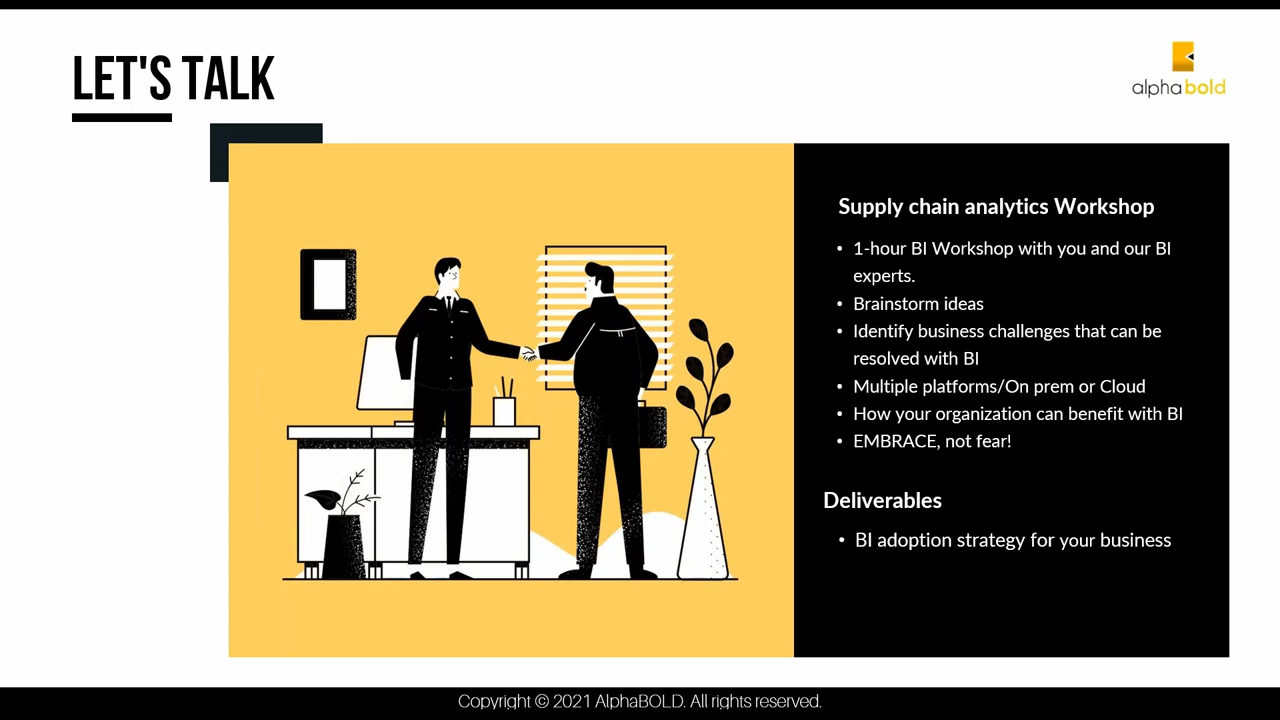 LET'S TALK
alphabold
Supply chain analytics Workshop
• 1-hour BI Workshop with you and our BI
experts.
• Brainstorm ideas
• Identify business challenges that can be
resolved with BI
• Multiple platforms/On prem or Cloud
• How your organization can benefit with BI
• EMBRACE, not fear!
Deliverables
• BI adoption strategy for your business
Copyright © 2021 AlphaBOLD. All rights reserved.